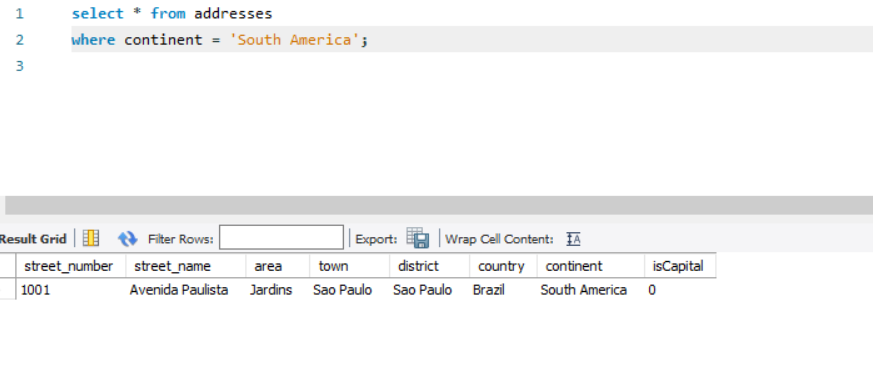 1 select * from addresses
2 where continent = 'South America';
3
Result Grid Filter Rows: Export: Wrap Cell Content: IA
street_number street_name area town district country continent isCapital
1001 Avenida Paulista Jardins Sao Paulo Sao Paulo Brazil South America 0